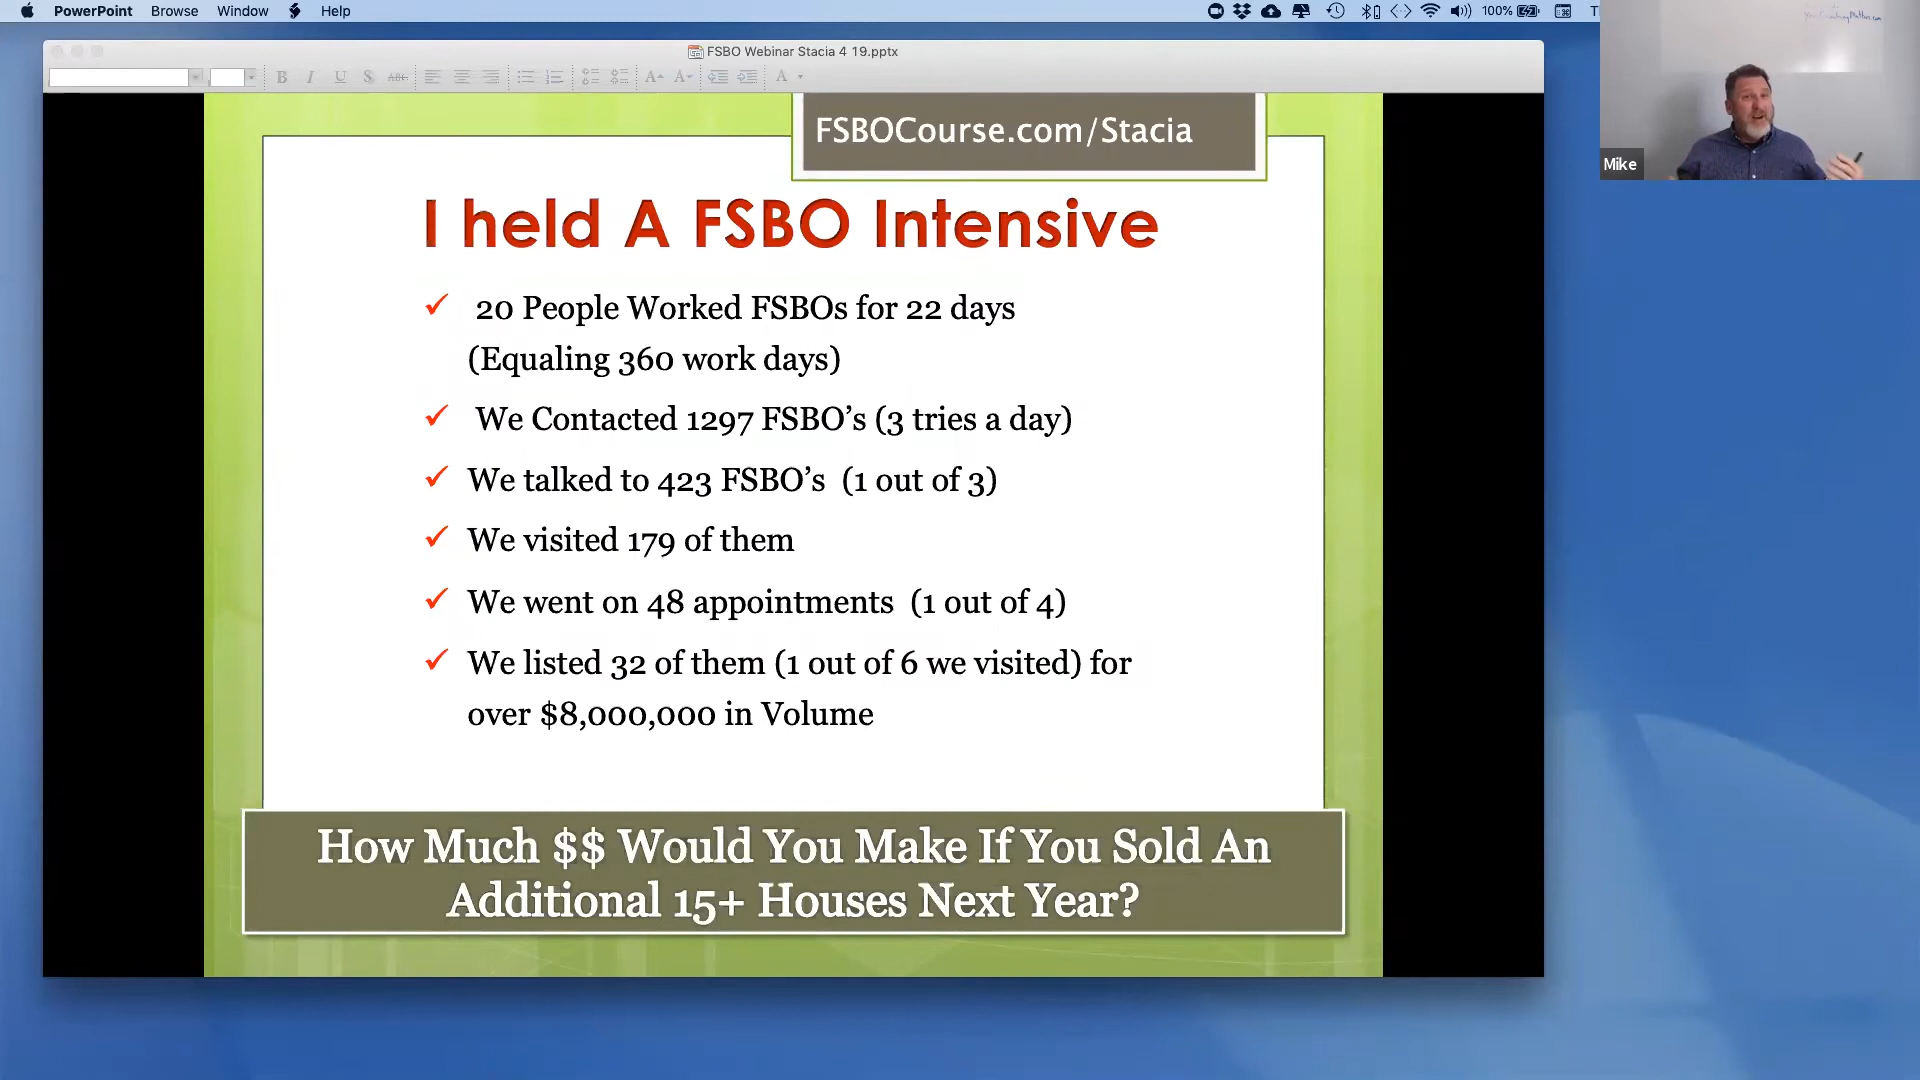 PowerPoint Browse Window Help
100%
FSBO Webinar Stacia 4 19.pptx
B I U S ABC A A A
FSBOCourse.com/Stacia
Mike
I held A FSBO Intensive
20 People Worked FSBOs for 22 days
(Equaling 360 work days)
We Contacted 1297 FSBO’s (3 tries a day)
We talked to 423 FSBO’s (1 out of 3)
We visited 179 of them
We went on 48 appointments (1 out of 4)
We listed 32 of them (1 out of 6 we visited) for
over $8,000,000 in Volume
How Much $$ Would You Make If You Sold An
Additional 15+ Houses Next Year?